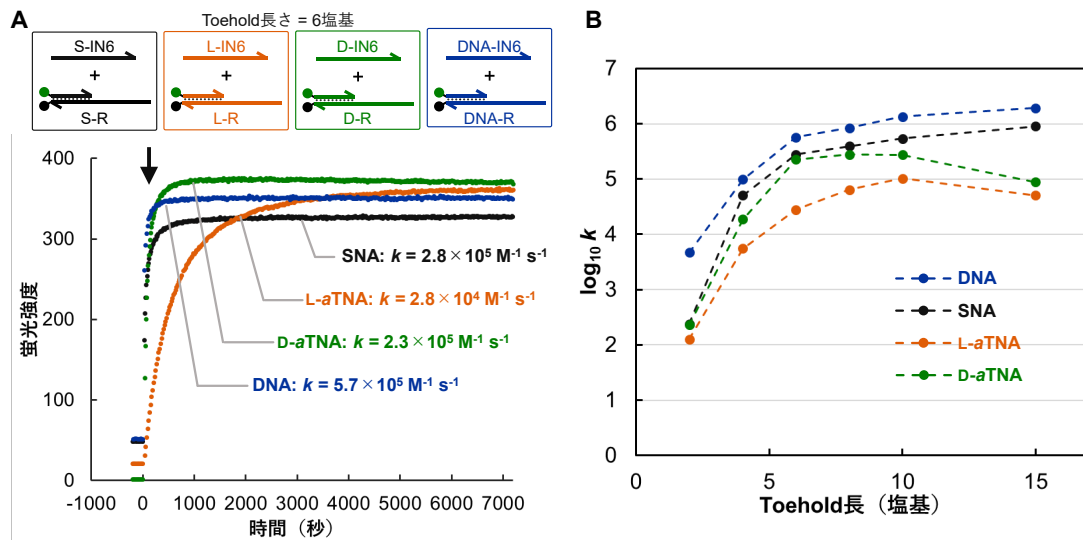 A
Toehold長さ = 6塩基
S-IN6
+
S-R
L-IN6
+
L-R
D-IN6
+
D-R
DNA-IN6
+
DNA-R
400
300
200
100
0
蛍光強度
-1000 0 1000 2000 3000 4000 5000 6000 7000
時間（秒）
SNA: k = 2.8×10⁵ M⁻¹ s⁻¹
L-aTNA: k = 2.8×10⁴ M⁻¹ s⁻¹
D-aTNA: k = 2.3×10⁵ M⁻¹ s⁻¹
DNA: k = 5.7×10⁵ M⁻¹ s⁻¹
B
7
6
5
4
3
2
1
0
log₁₀ k
DNA
SNA
L-aTNA
D-aTNA
0 5 10 15
Toehold長（塩基）